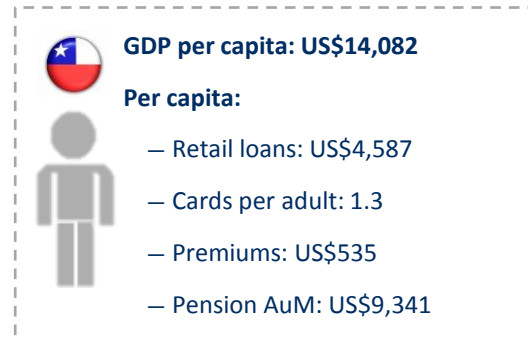 GDP per capita: US$14,082
Per capita:
— Retail loans: US$4,587
— Cards per adult: 1.3
— Premiums: US$535
— Pension AuM: US$9,341